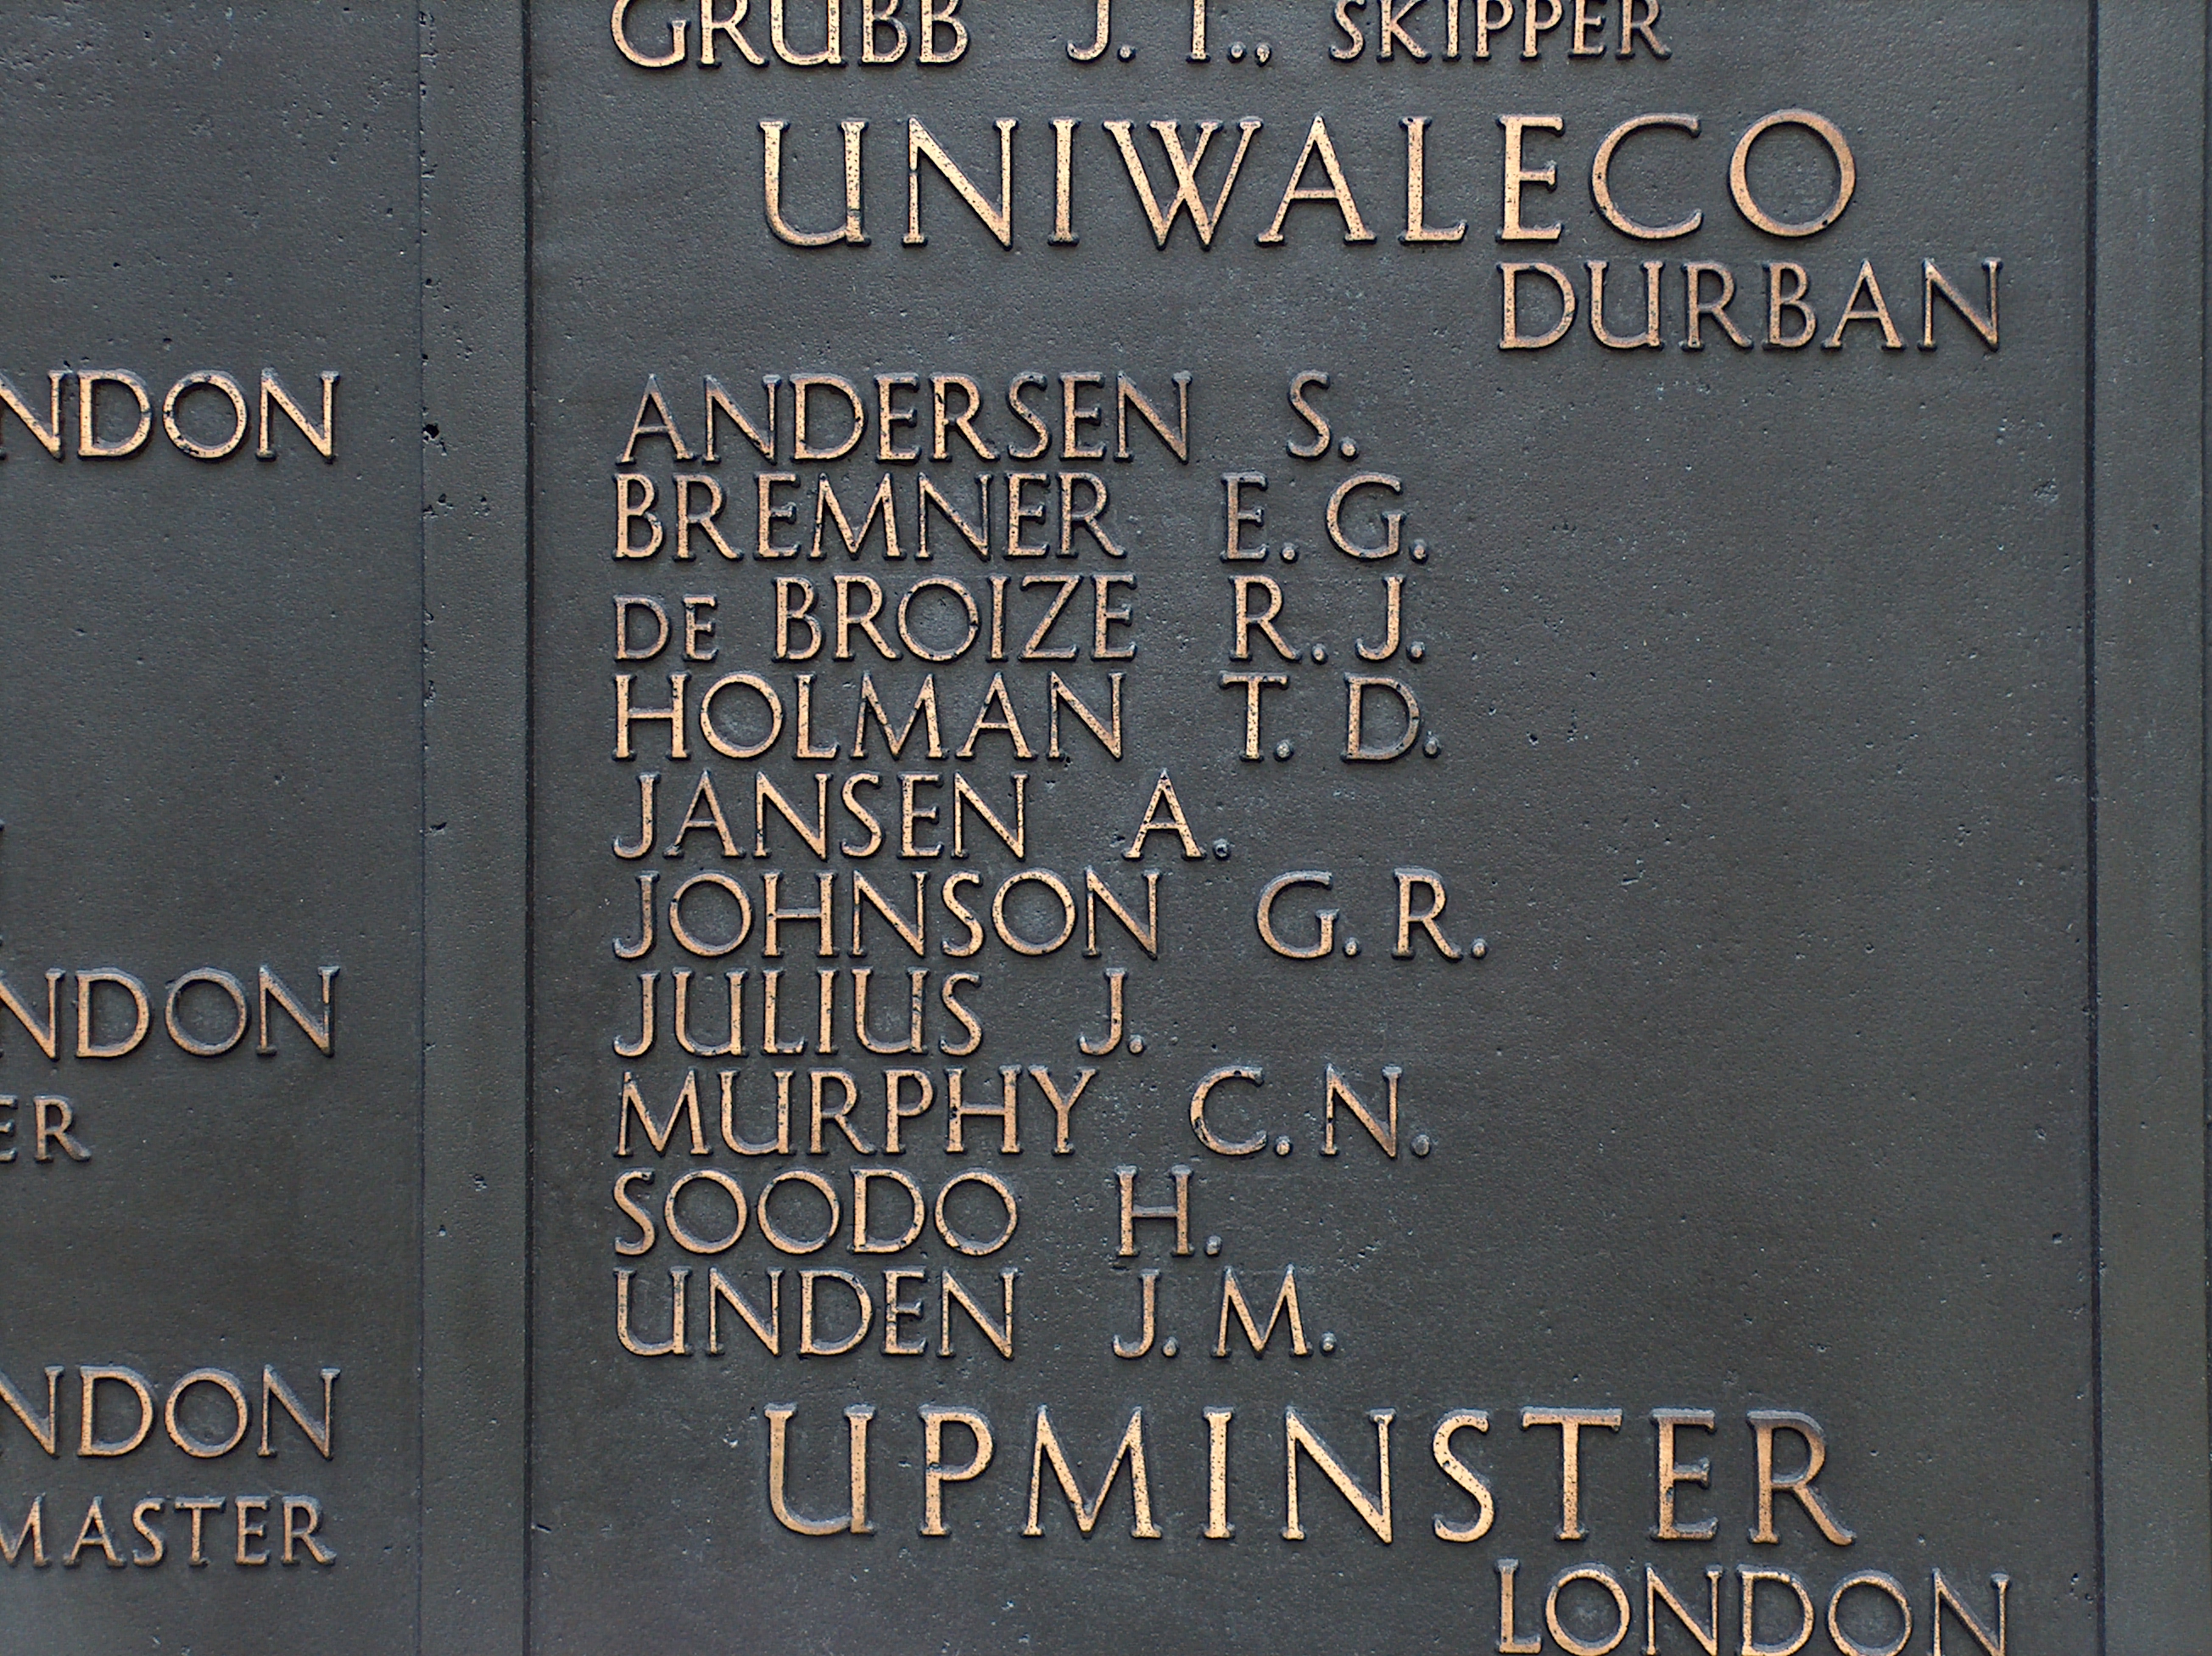 NDON
NDON
ER
NDON
MASTER
GRUBB J. T., SKIPPER
UNIWALECO
DURBAN
ANDERSEN S.
BREMNER E. G.
DE BROIZE R. J.
HOLMAN T. D.
JANSEN A.
JOHNSON G. R.
JULIUS J.
MURPHY C. N.
SOODO H.
UNDEN J. M.
UPMINSTER
LONDON